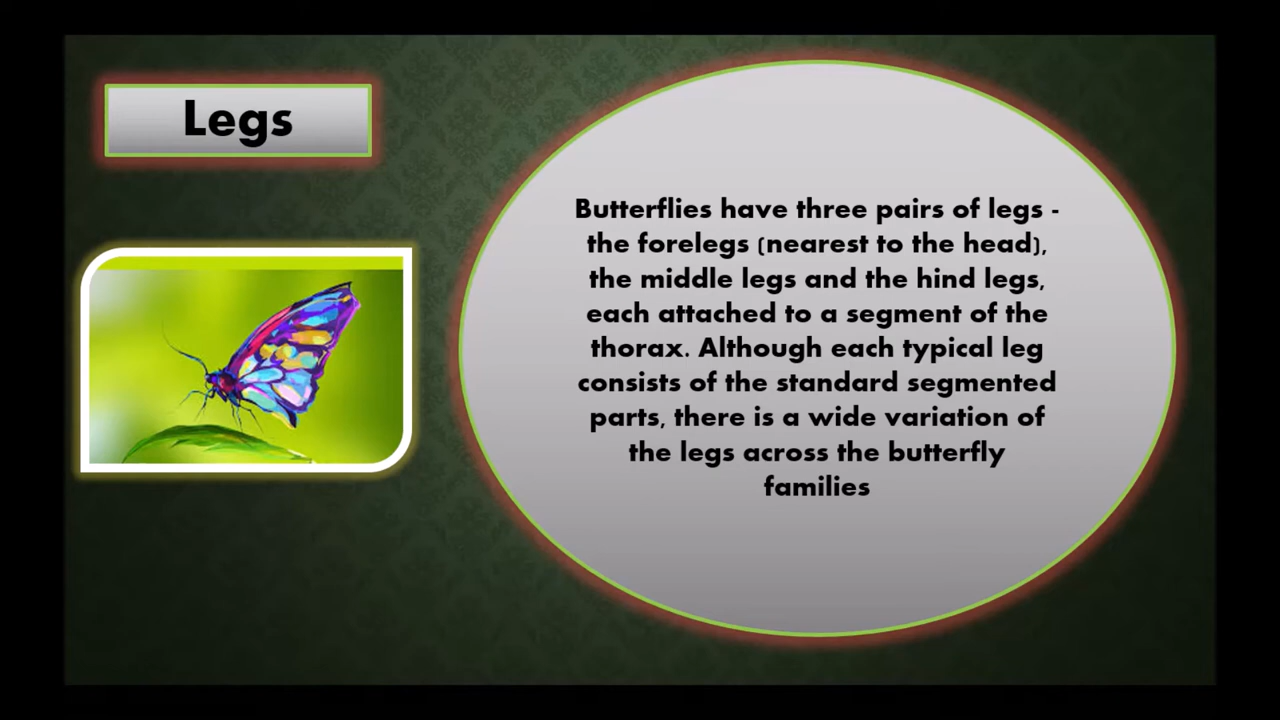 Legs
Butterflies have three pairs of legs -
the forelegs (nearest to the head),
the middle legs and the hind legs,
each attached to a segment of the
thorax. Although each typical leg
consists of the standard segmented
parts, there is a wide variation of
the legs across the butterfly
families